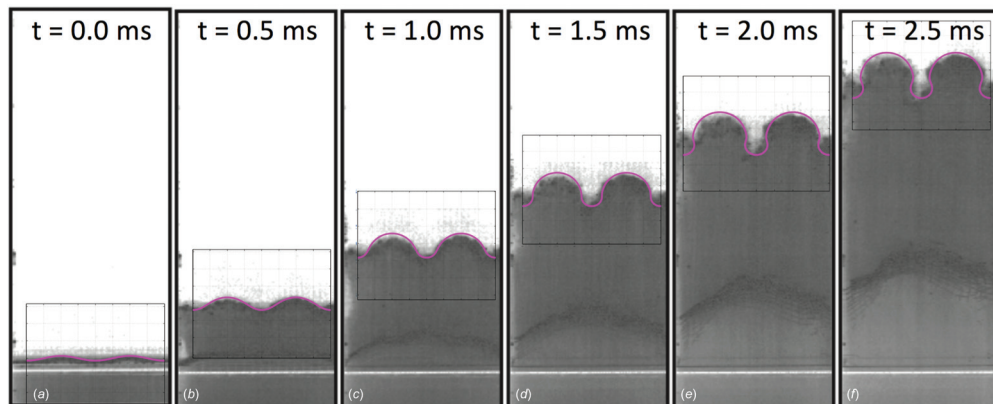 t = 0.0 ms
t = 0.5 ms
t = 1.0 ms
t = 1.5 ms
t = 2.0 ms
t = 2.5 ms
(a)
(b)
(c)
(d)
(e)
(f)